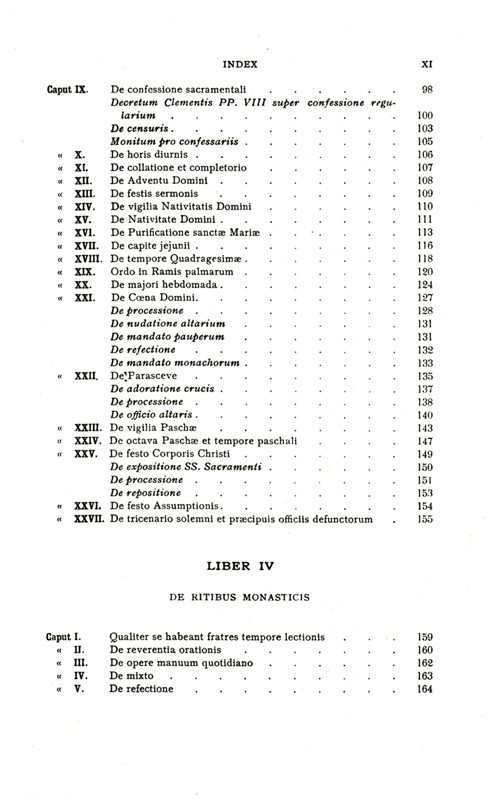 INDEX XI
Caput IX. De confessione sacramentali . . . . . . 98
Decretum Clementis PP. VIII super confessione regu-
larium . . . . . . . . . 100
De censuris . . . . . . . . . 103
Monitum pro confessariis . . . . . . . 105
« X. De horis diurnis . . . . . . . . 106
« XI. De collatione et completorio . . . . . . 107
« XII. De Adventu Domini . . . . . . . 108
« XIII. De festis sermonis . . . . . . . 109
« XIV. De vigilia Nativitatis Domini . . . . . . 110
« XV. De Nativitate Domini . . . . . . . 111
« XVI. De Purificatione sanctæ Mariæ . . . . . . 113
« XVII. De capite jejunii . . . . . . . . 116
« XVIII. De tempore Quadragesimæ . . . . . . . 118
« XIX. Ordo in Ramis palmarum . . . . . . . 120
« XX. De majori hebdomada . . . . . . . 124
« XXI. De Cœna Domini . . . . . . . . 127
De processione . . . . . . . . 128
De nudatione altarium . . . . . . . 131
De mandato pauperum . . . . . . . 131
De refectione . . . . . . . . 132
De mandato monachorum . . . . . . . 133
« XXII. De Parasceve . . . . . . . . 135
De adoratione crucis . . . . . . . 137
De processione . . . . . . . . 138
De officio altaris . . . . . . . . 140
« XXIII. De vigilia Paschæ . . . . . . . . 143
« XXIV. De octava Paschæ et tempore paschali . . . . 147
« XXV. De festo Corporis Christi . . . . . . 149
De expositione SS. Sacramenti . . . . . . 150
De processione . . . . . . . . 151
De repositione . . . . . . . . 153
« XXVI. De festo Assumptionis . . . . . . . 154
« XXVII. De tricenario solemni et præcipuis officiis defunctorum . 155
LIBER IV
DE RITIBUS MONASTICIS
Caput I. Qualiter se habeant fratres tempore lectionis . . . 159
« II. De reverentia orationis . . . . . . . 160
« III. De opere manuum quotidiano . . . . . . 162
« IV. De mixto . . . . . . . . . 163
« V. De refectione . . . . . . . . 164